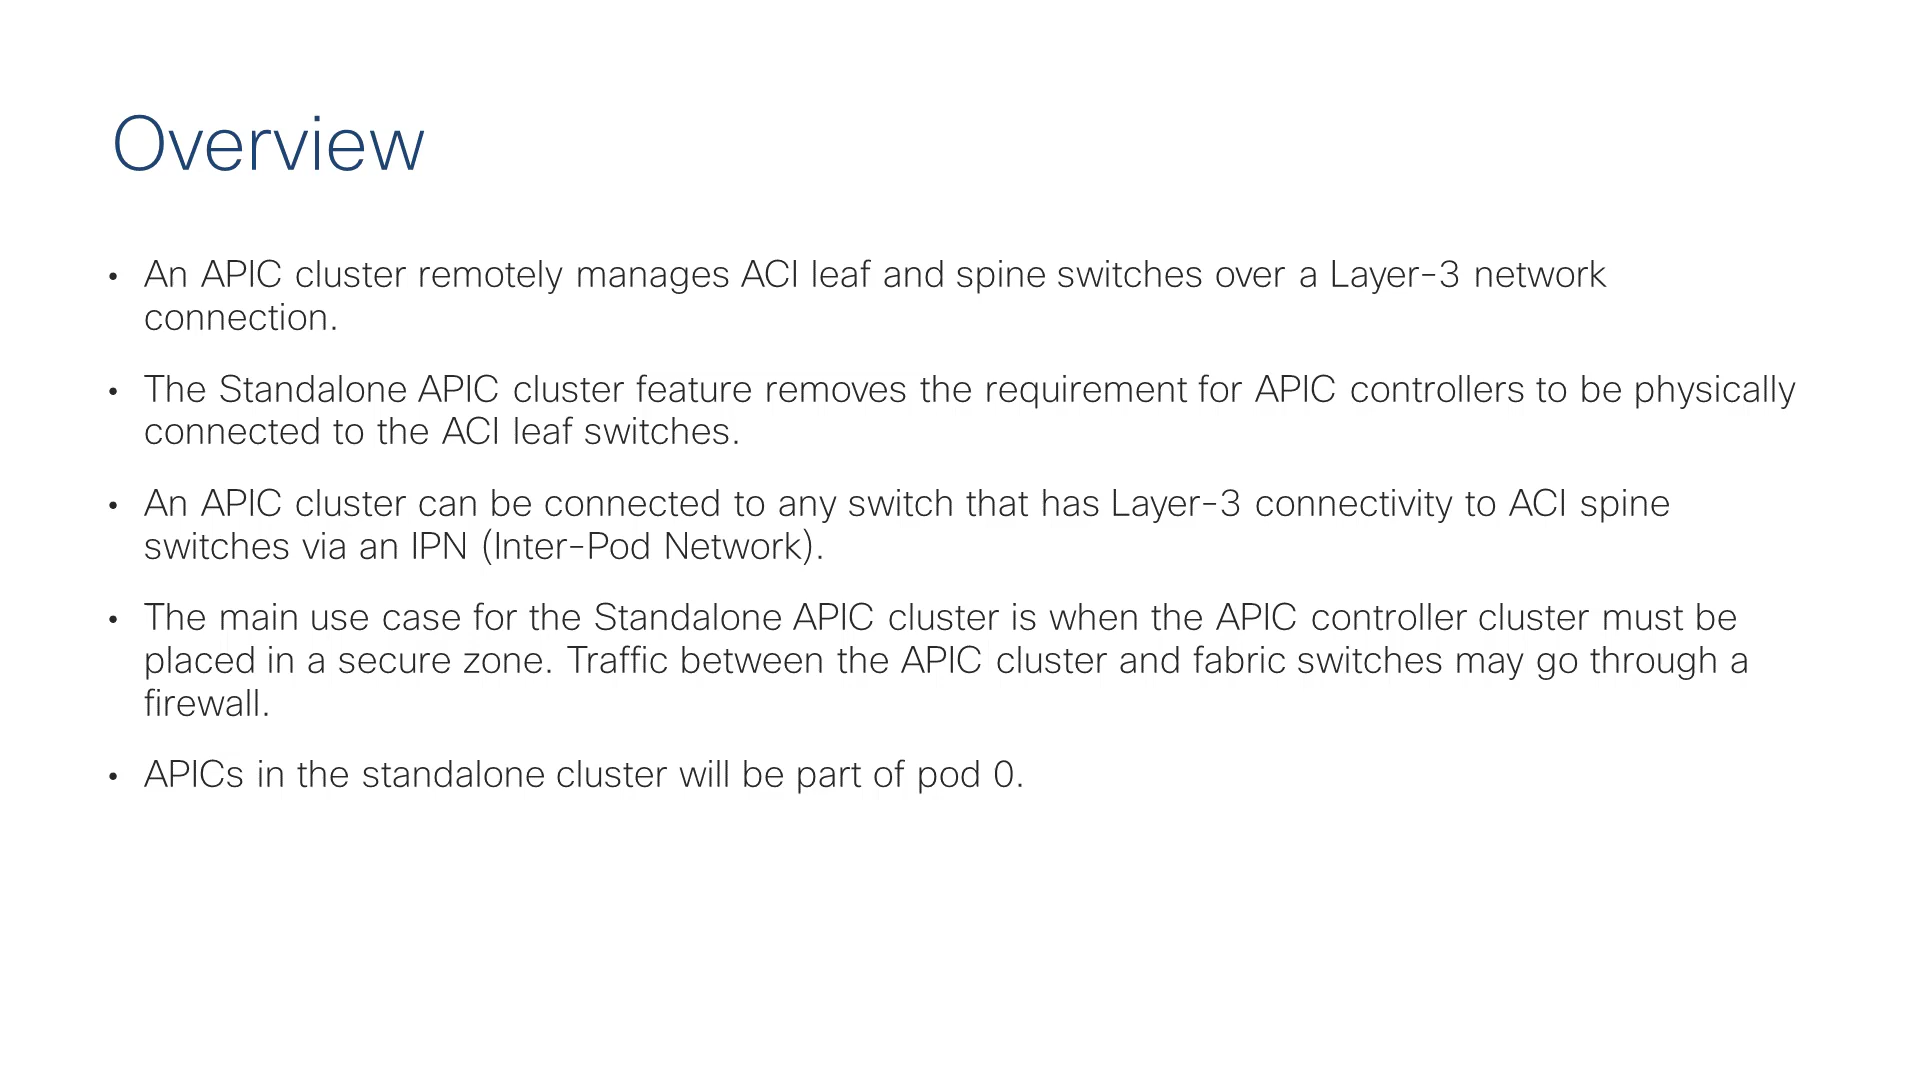 Overview
• An APIC cluster remotely manages ACI leaf and spine switches over a Layer-3 network
connection.
• The Standalone APIC cluster feature removes the requirement for APIC controllers to be physically
connected to the ACI leaf switches.
• An APIC cluster can be connected to any switch that has Layer-3 connectivity to ACI spine
switches via an IPN (Inter-Pod Network).
• The main use case for the Standalone APIC cluster is when the APIC controller cluster must be
placed in a secure zone. Traffic between the APIC cluster and fabric switches may go through a
firewall.
• APICs in the standalone cluster will be part of pod 0.